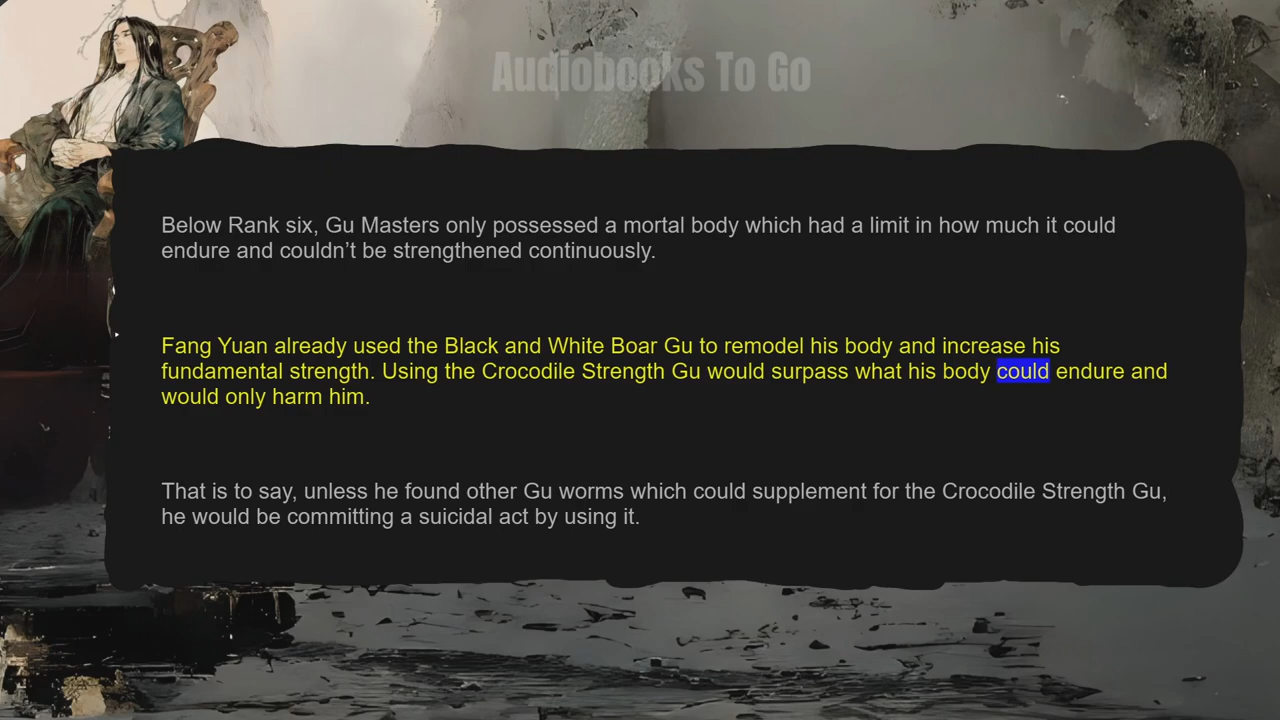 Audiobooks To Go
Below Rank six, Gu Masters only possessed a mortal body which had a limit in how much it could
endure and couldn’t be strengthened continuously.
Fang Yuan already used the Black and White Boar Gu to remodel his body and increase his
fundamental strength. Using the Crocodile Strength Gu would surpass what his body could endure and
would only harm him.
That is to say, unless he found other Gu worms which could supplement for the Crocodile Strength Gu,
he would be committing a suicidal act by using it.